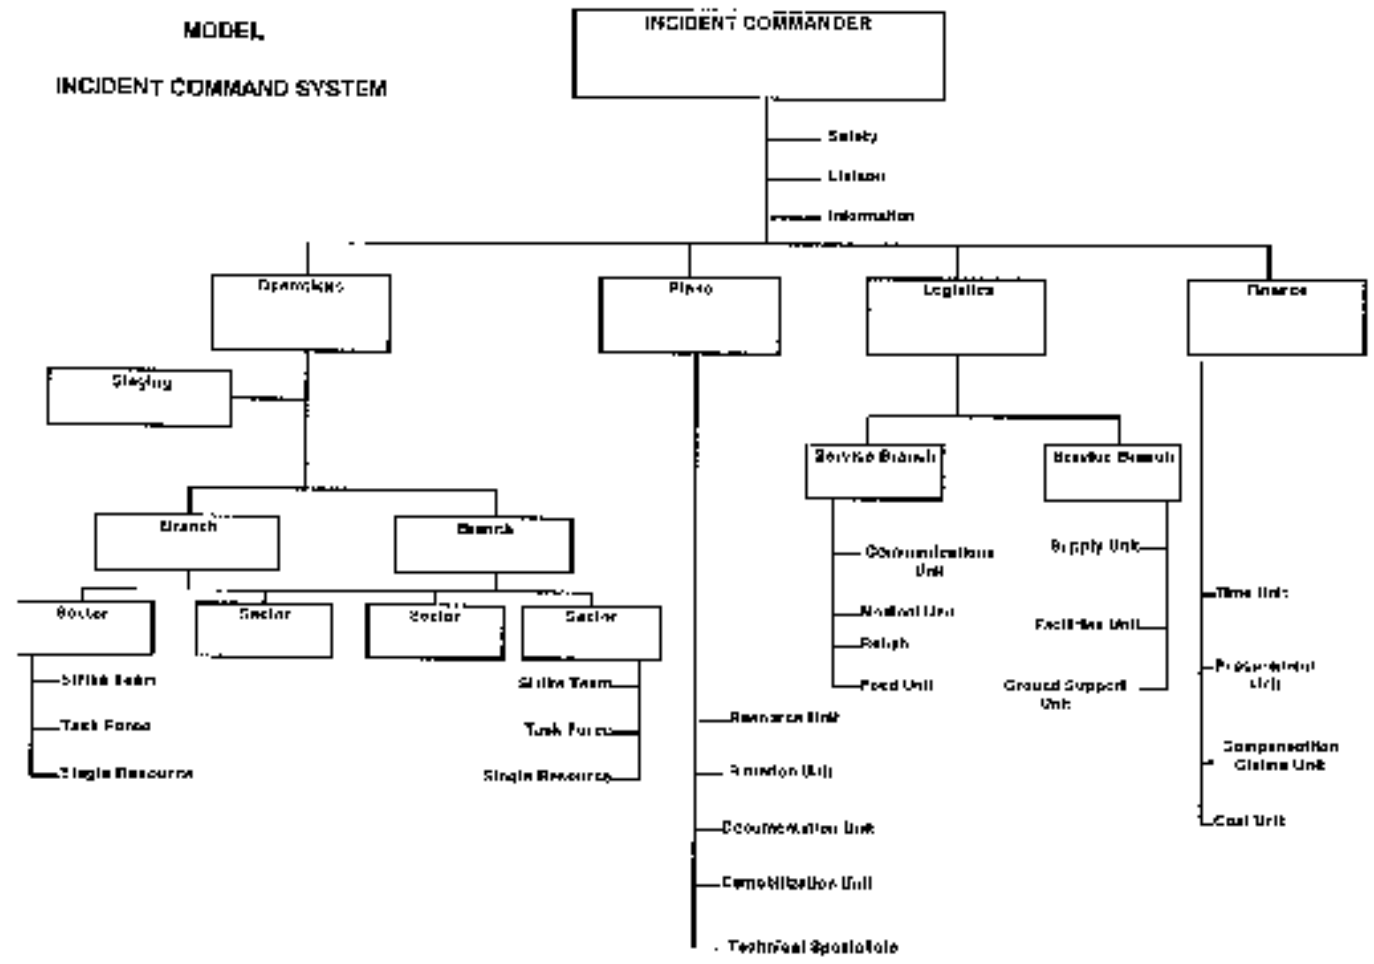 MODEL
INCIDENT COMMAND SYSTEM
INCIDENT COMMANDER
Safety
Liaison
Information
Operations
Logistics
Finance
Staging
Service Branch
Service Branch
Branch
Branch
Communications
Unit
Supply Unit
Sector
Sector
Sector
Sector
Time Unit
Medical Unit
Facilities Unit
Strike Team
Strike Team
Food Unit
Ground Support
Unit
Procurement
Unit
Task Force
Task Force
Resource Unit
Single Resource
Single Resource
Situation Unit
Compensation
Claims Unit
Documentation Unit
Cost Unit
Demobilization Unit
Technical Specialists